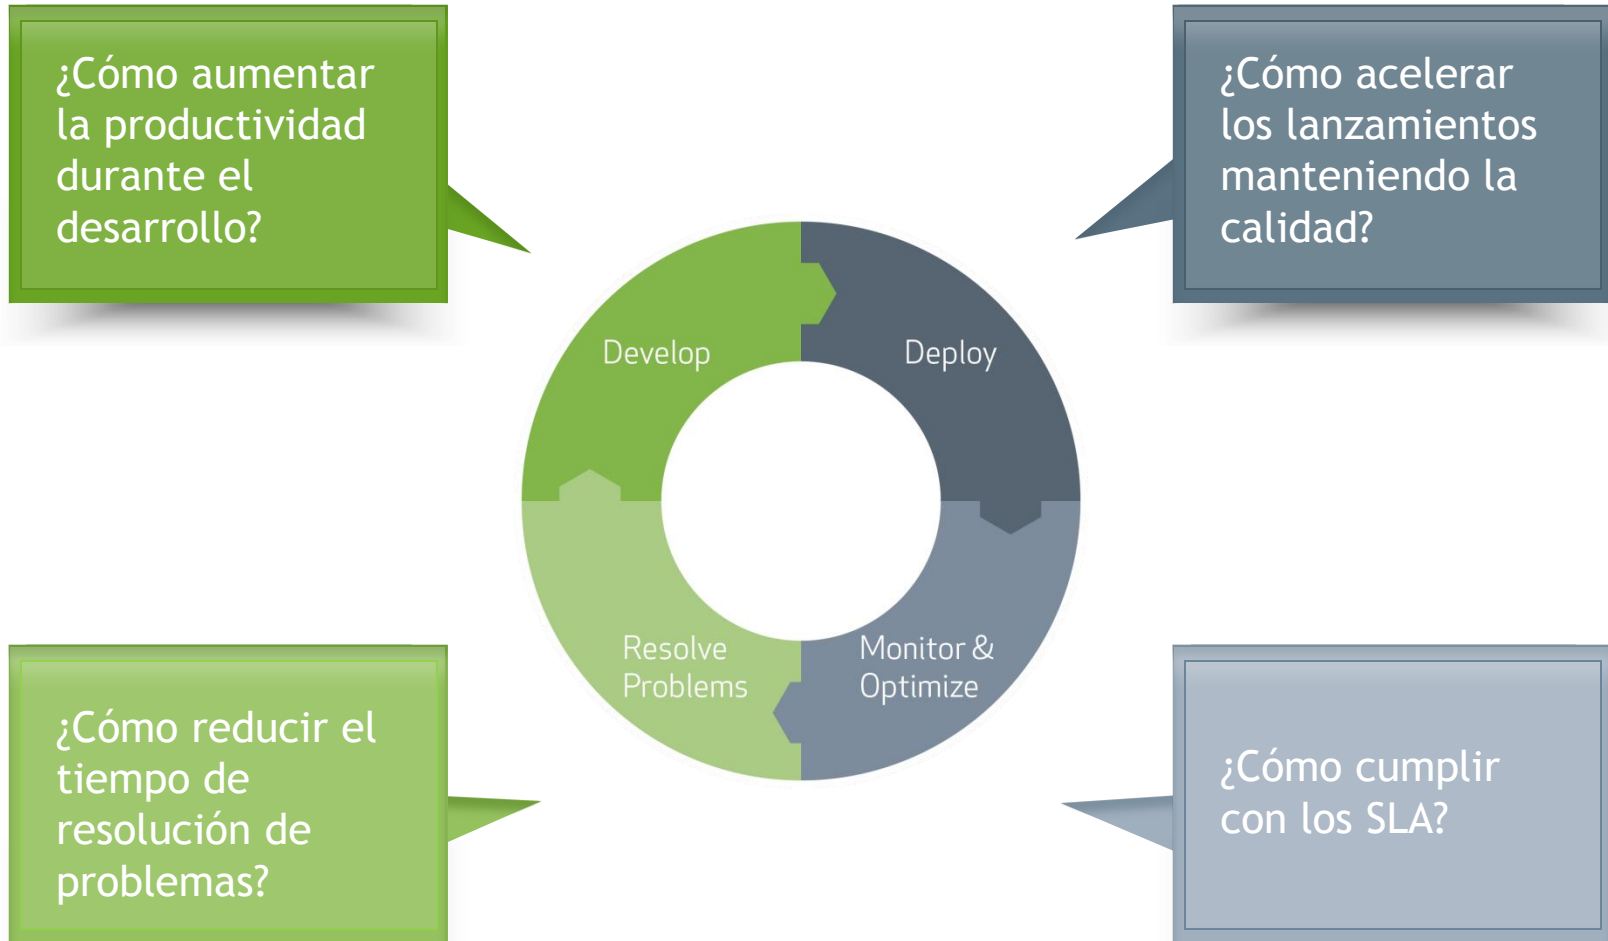 ¿Cómo aumentar
la productividad
durante el
desarrollo?
¿Cómo acelerar
los lanzamientos
manteniendo la
calidad?
Develop
Deploy
Resolve
Problems
Monitor &
Optimize
¿Cómo reducir el
tiempo de
resolución de
problemas?
¿Cómo cumplir
con los SLA?